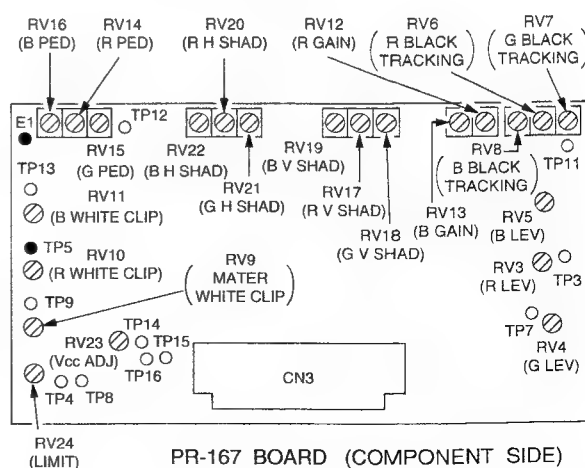 RV16
(B PED)
RV14
(R PED)
RV20
(R H SHAD)
RV12
(R GAIN)
RV6
(R BLACK
TRACKING)
RV7
(G BLACK
TRACKING)
E1
TP12
RV15
(G PED)
RV22
(B H SHAD)
RV21
(G H SHAD)
RV19
(B V SHAD)
RV17
(R V SHAD)
RV18
(G V SHAD)
RV13
(B GAIN)
RV8
(B BLACK
TRACKING)
TP11
TP13
RV11
(B WHITE CLIP)
RV5
(B LEV)
TP5
RV10
(R WHITE CLIP)
RV9
(MATER
WHITE CLIP)
RV3
(R LEV)
TP3
TP9
RV23
(Vcc ADJ)
TP14
TP15
TP16
TP7
RV4
(G LEV)
TP4
TP8
CN3
RV24
(LIMIT)
PR-167 BOARD (COMPONENT SIDE)